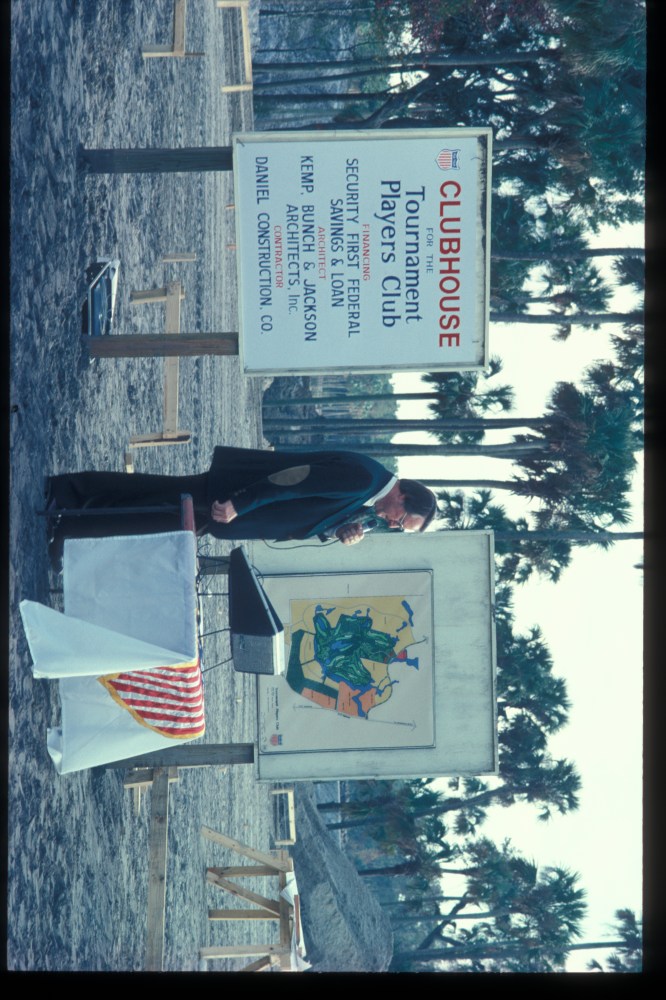 CLUBHOUSE
FOR THE
Tournament
Players Club
FINANCING
SECURITY FIRST FEDERAL
SAVINGS & LOAN
ARCHITECT
KEMP, BUNCH & JACKSON
ARCHITECTS, Inc.
CONTRACTOR
DANIEL CONSTRUCTION, CO.